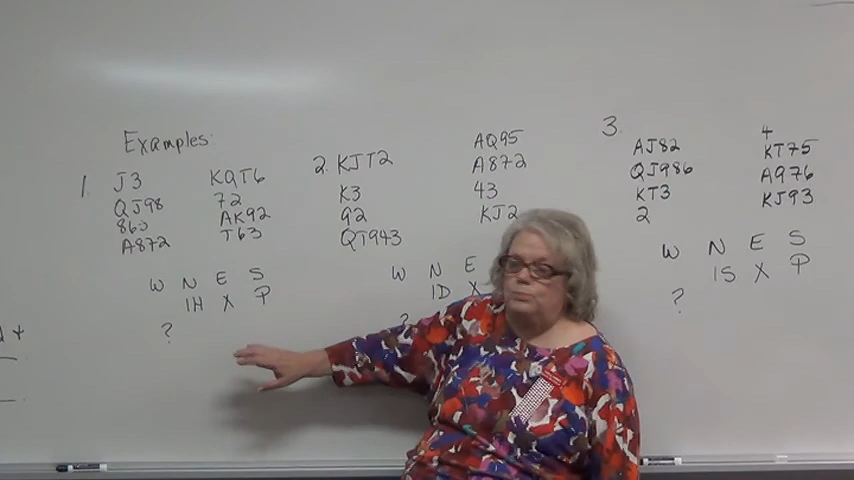 Examples:
1.
J3
QJ98
863
A872
KQT6
72
AK92
T63
W N E S
1H X P
?
2.
KJT2
K3
92
QT943
AQ95
A872
43
KJ2
W N E
1D X
?
3.
AJ82
QJ986
KT3
2
4
KT75
A976
KJ93
W N E S
1S X P
?